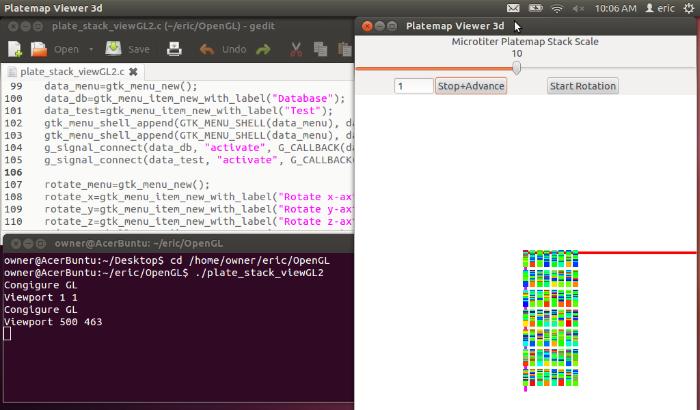 Platemap Viewer 3d
10:06 AM
eric
plate_stack_viewGL2.c (~/eric/OpenGL) - gedit
Open
Save
Undo
plate_stack_viewGL2.c
99 data_menu=gtk_menu_new();
100 data_db=gtk_menu_item_new_with_label("Database");
101 data_test=gtk_menu_item_new_with_label("Test");
102 gtk_menu_shell_append(GTK_MENU_SHELL(data_menu), da
103 gtk_menu_shell_append(GTK_MENU_SHELL(data_menu), da
104 g_signal_connect(data_db, "activate", G_CALLBACK(da
105 g_signal_connect(data_test, "activate", G_CALLBACK(
106
107 rotate_menu=gtk_menu_new();
108 rotate_x=gtk_menu_item_new_with_label("Rotate x-ax
109 rotate_y=gtk_menu_item_new_with_label("Rotate y-ax
110 rotate_z=gtk_menu_item_new_with_label("Rotate z-ax
owner@AcerBuntu: ~/eric/OpenGL
owner@AcerBuntu:~/Desktop$ cd /home/owner/eric/OpenGL
owner@AcerBuntu:~/eric/OpenGL$ ./plate_stack_viewGL2
Congigure GL
Viewport 1 1
Congigure GL
Viewport 500 463
Platemap Viewer 3d
Microtiter Platemap Stack Scale
10
1
Stop+Advance
Start Rotation